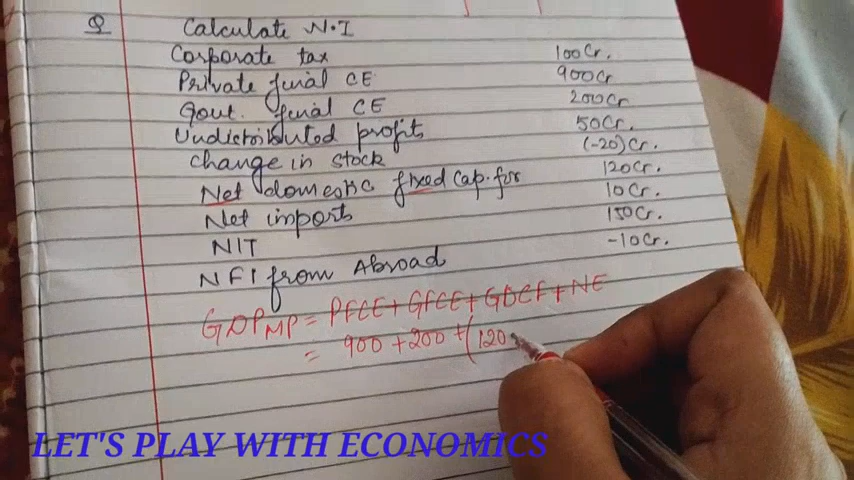 Q Calculate N.I
Corporate tax 100Cr.
Private final CE 900Cr
Gout. final CE 200Cr
Undistributed profits 50Cr.
Change in stock (-20)Cr.
Net domestic fixed Cap. for 120Cr.
Net imports 10Cr.
NIT 150Cr.
NFI from Abroad -10Cr.
GDPMP = PFCE + GFCE + GDCF + NE
= 900 + 200 + (120
LET'S PLAY WITH ECONOMICS